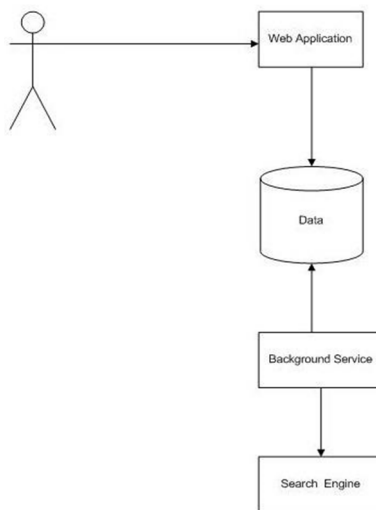 Web Application
Data
Background Service
Search Engine